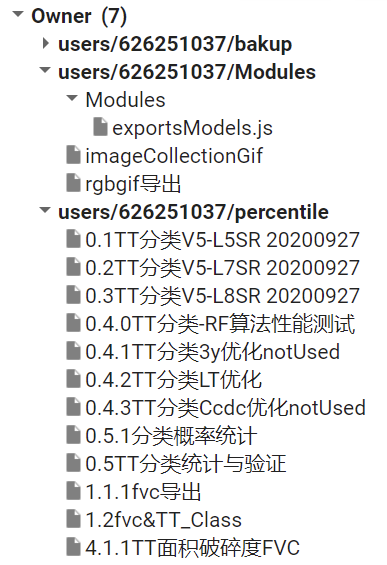 Owner (7)
users/626251037/bakup
users/626251037/Modules
Modules
exportsModels.js
imageCollectionGif
rgbgif导出
users/626251037/percentile
0.1TT分类V5-L5SR 20200927
0.2TT分类V5-L7SR 20200927
0.3TT分类V5-L8SR 20200927
0.4.0TT分类-RF算法性能测试
0.4.1TT分类3y优化notUsed
0.4.2TT分类LT优化
0.4.3TT分类Ccdc优化notUsed
0.5.1分类概率统计
0.5TT分类统计与验证
1.1.1fvc导出
1.2fvc&TT_Class
4.1.1TT面积破碎度FVC